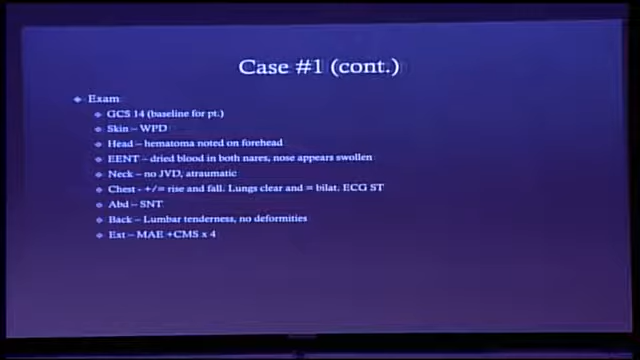 Case #1 (cont.)
Exam
GCS 14 (baseline for pt.)
Skin – WPD
Head – hematoma noted on forehead
EENT – dried blood in both nares, nose appears swollen
Neck – no JVD, atraumatic
Chest - +/= rise and fall. Lungs clear and = bilat. ECG ST
Abd – SNT
Back – Lumbar tenderness, no deformities
Ext – MAE +CMS x 4